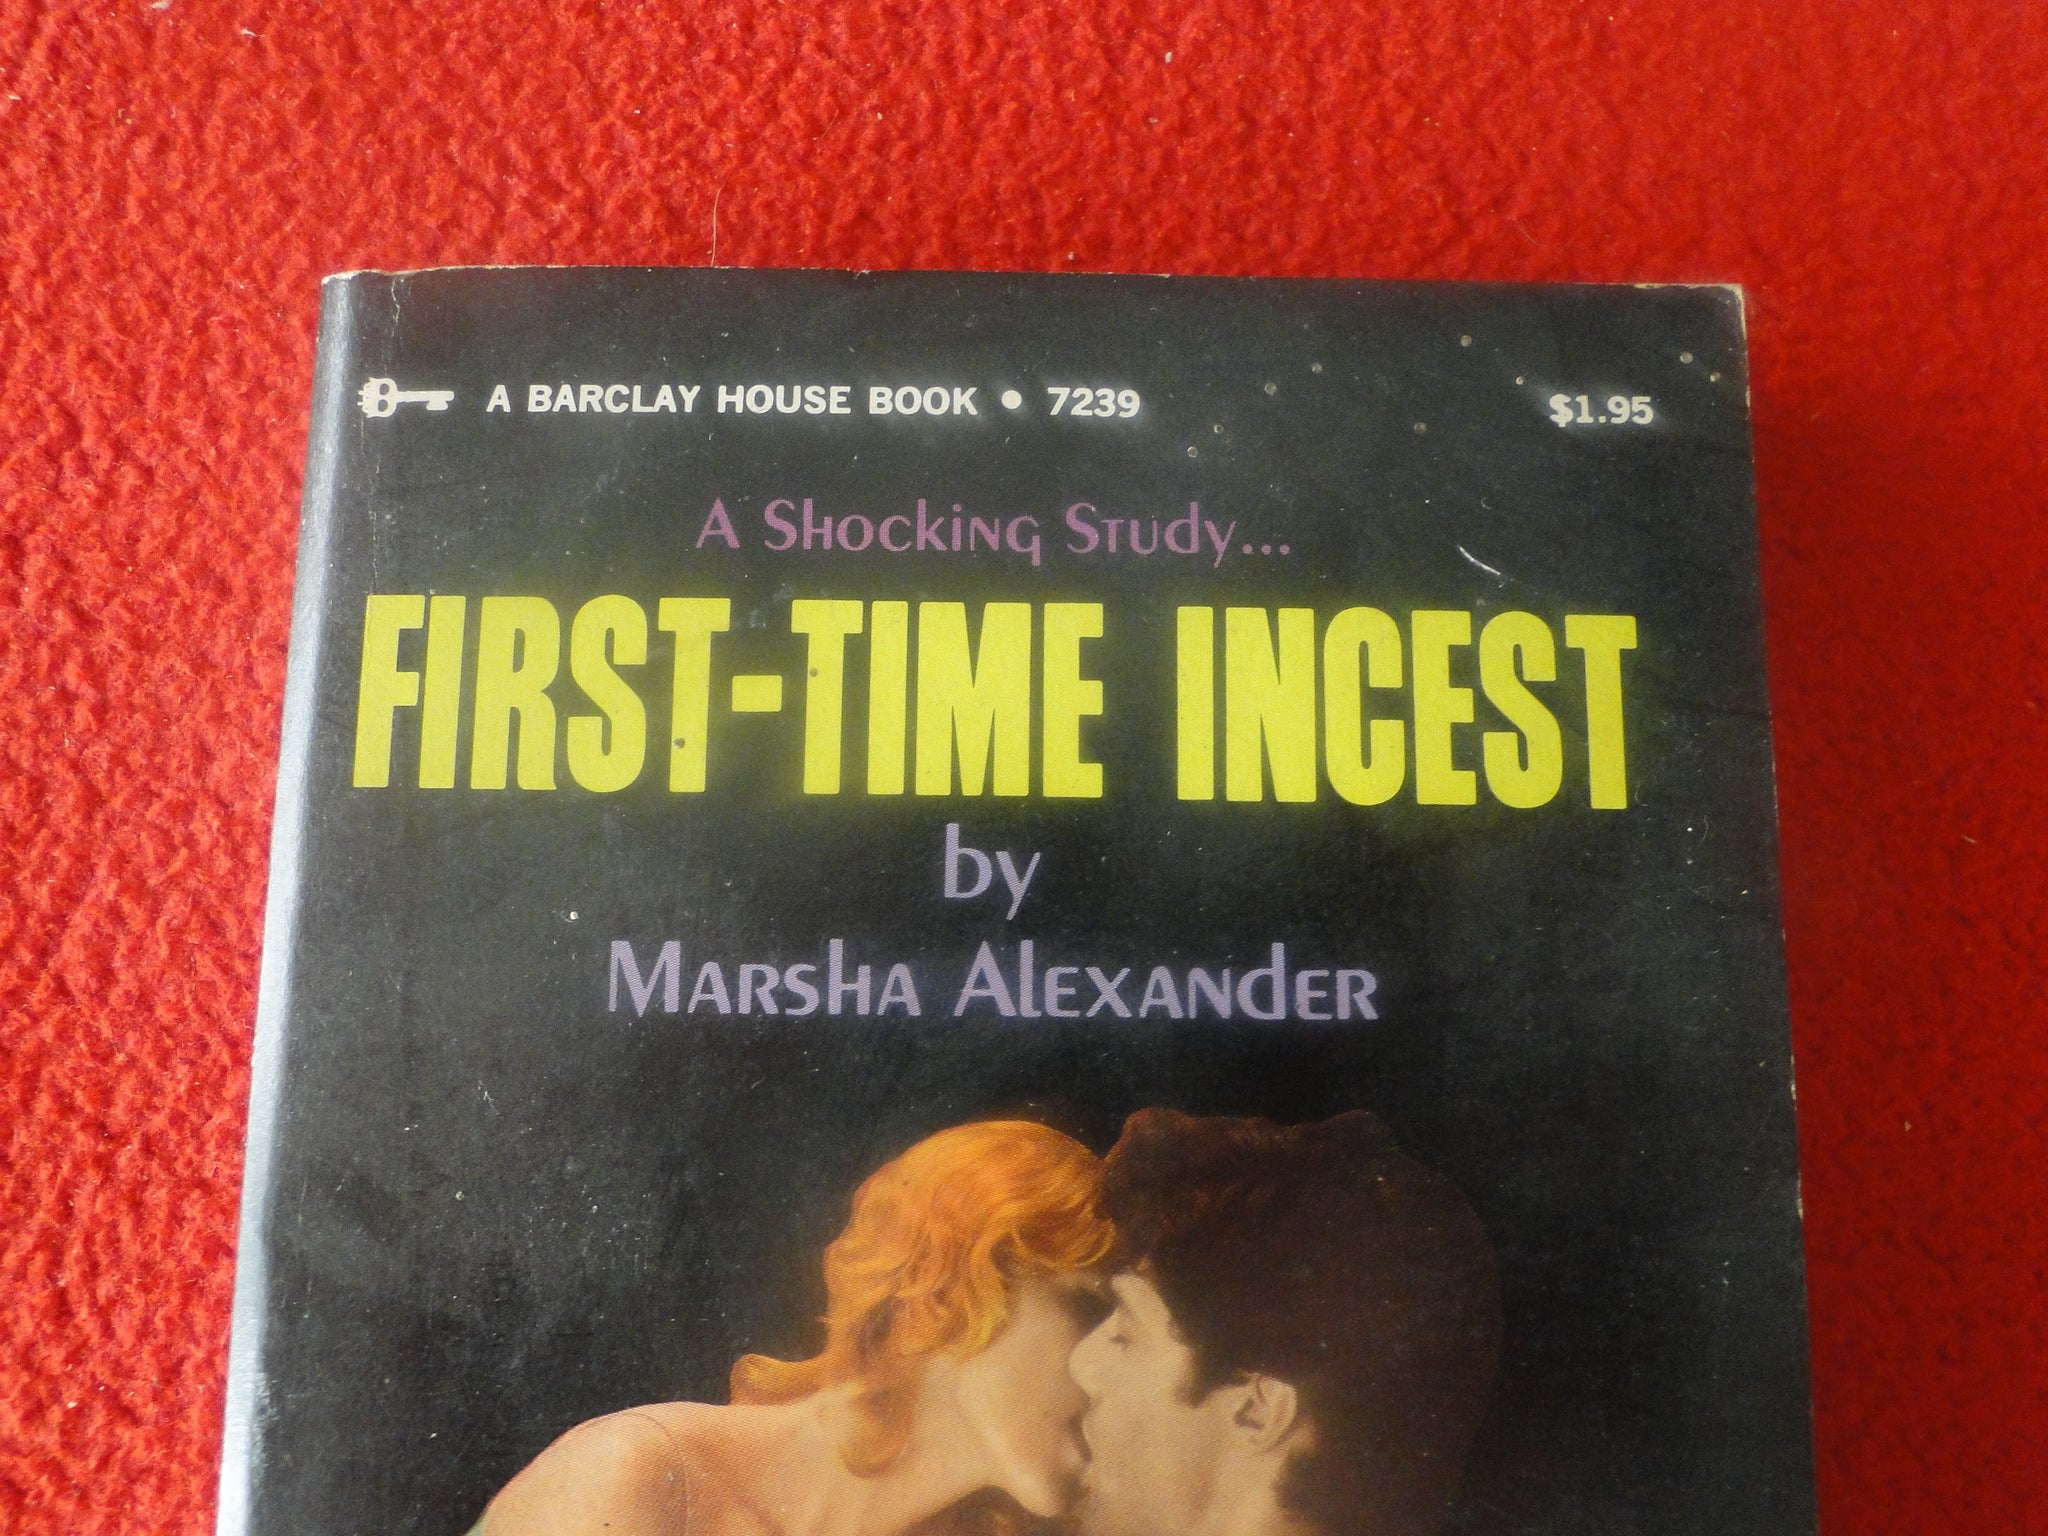 B A BARCLAY HOUSE BOOK • 7239 $1.95
A Shocking Study...
FIRST-TIME INCEST
by
Marsha Alexander